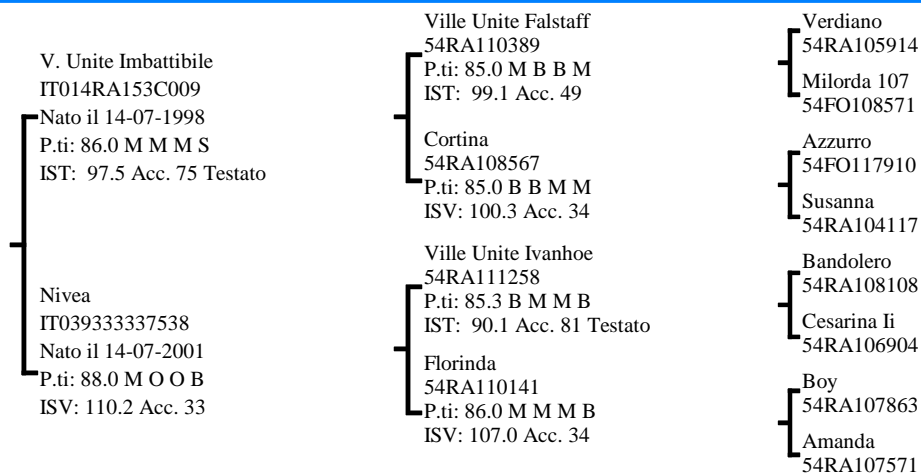 V. Unite Imbattibile
IT014RA153C009
Nato il 14-07-1998
P.ti: 86.0 M M M S
IST: 97.5 Acc. 75 Testato
Nivea
IT039333337538
Nato il 14-07-2001
P.ti: 88.0 M O O B
ISV: 110.2 Acc. 33
Ville Unite Falstaff
54RA110389
P.ti: 85.0 M B B M
IST: 99.1 Acc. 49
Cortina
54RA108567
P.ti: 85.0 B B M M
ISV: 100.3 Acc. 34
Ville Unite Ivanhoe
54RA111258
P.ti: 85.3 B M M B
IST: 90.1 Acc. 81 Testato
Florinda
54RA110141
P.ti: 86.0 M M M B
ISV: 107.0 Acc. 34
Verdiano
54RA105914
Milorda 107
54FO108571
Azzurro
54FO117910
Susanna
54RA104117
Bandolero
54RA108108
Cesarina Ii
54RA106904
Boy
54RA107863
Amanda
54RA107571